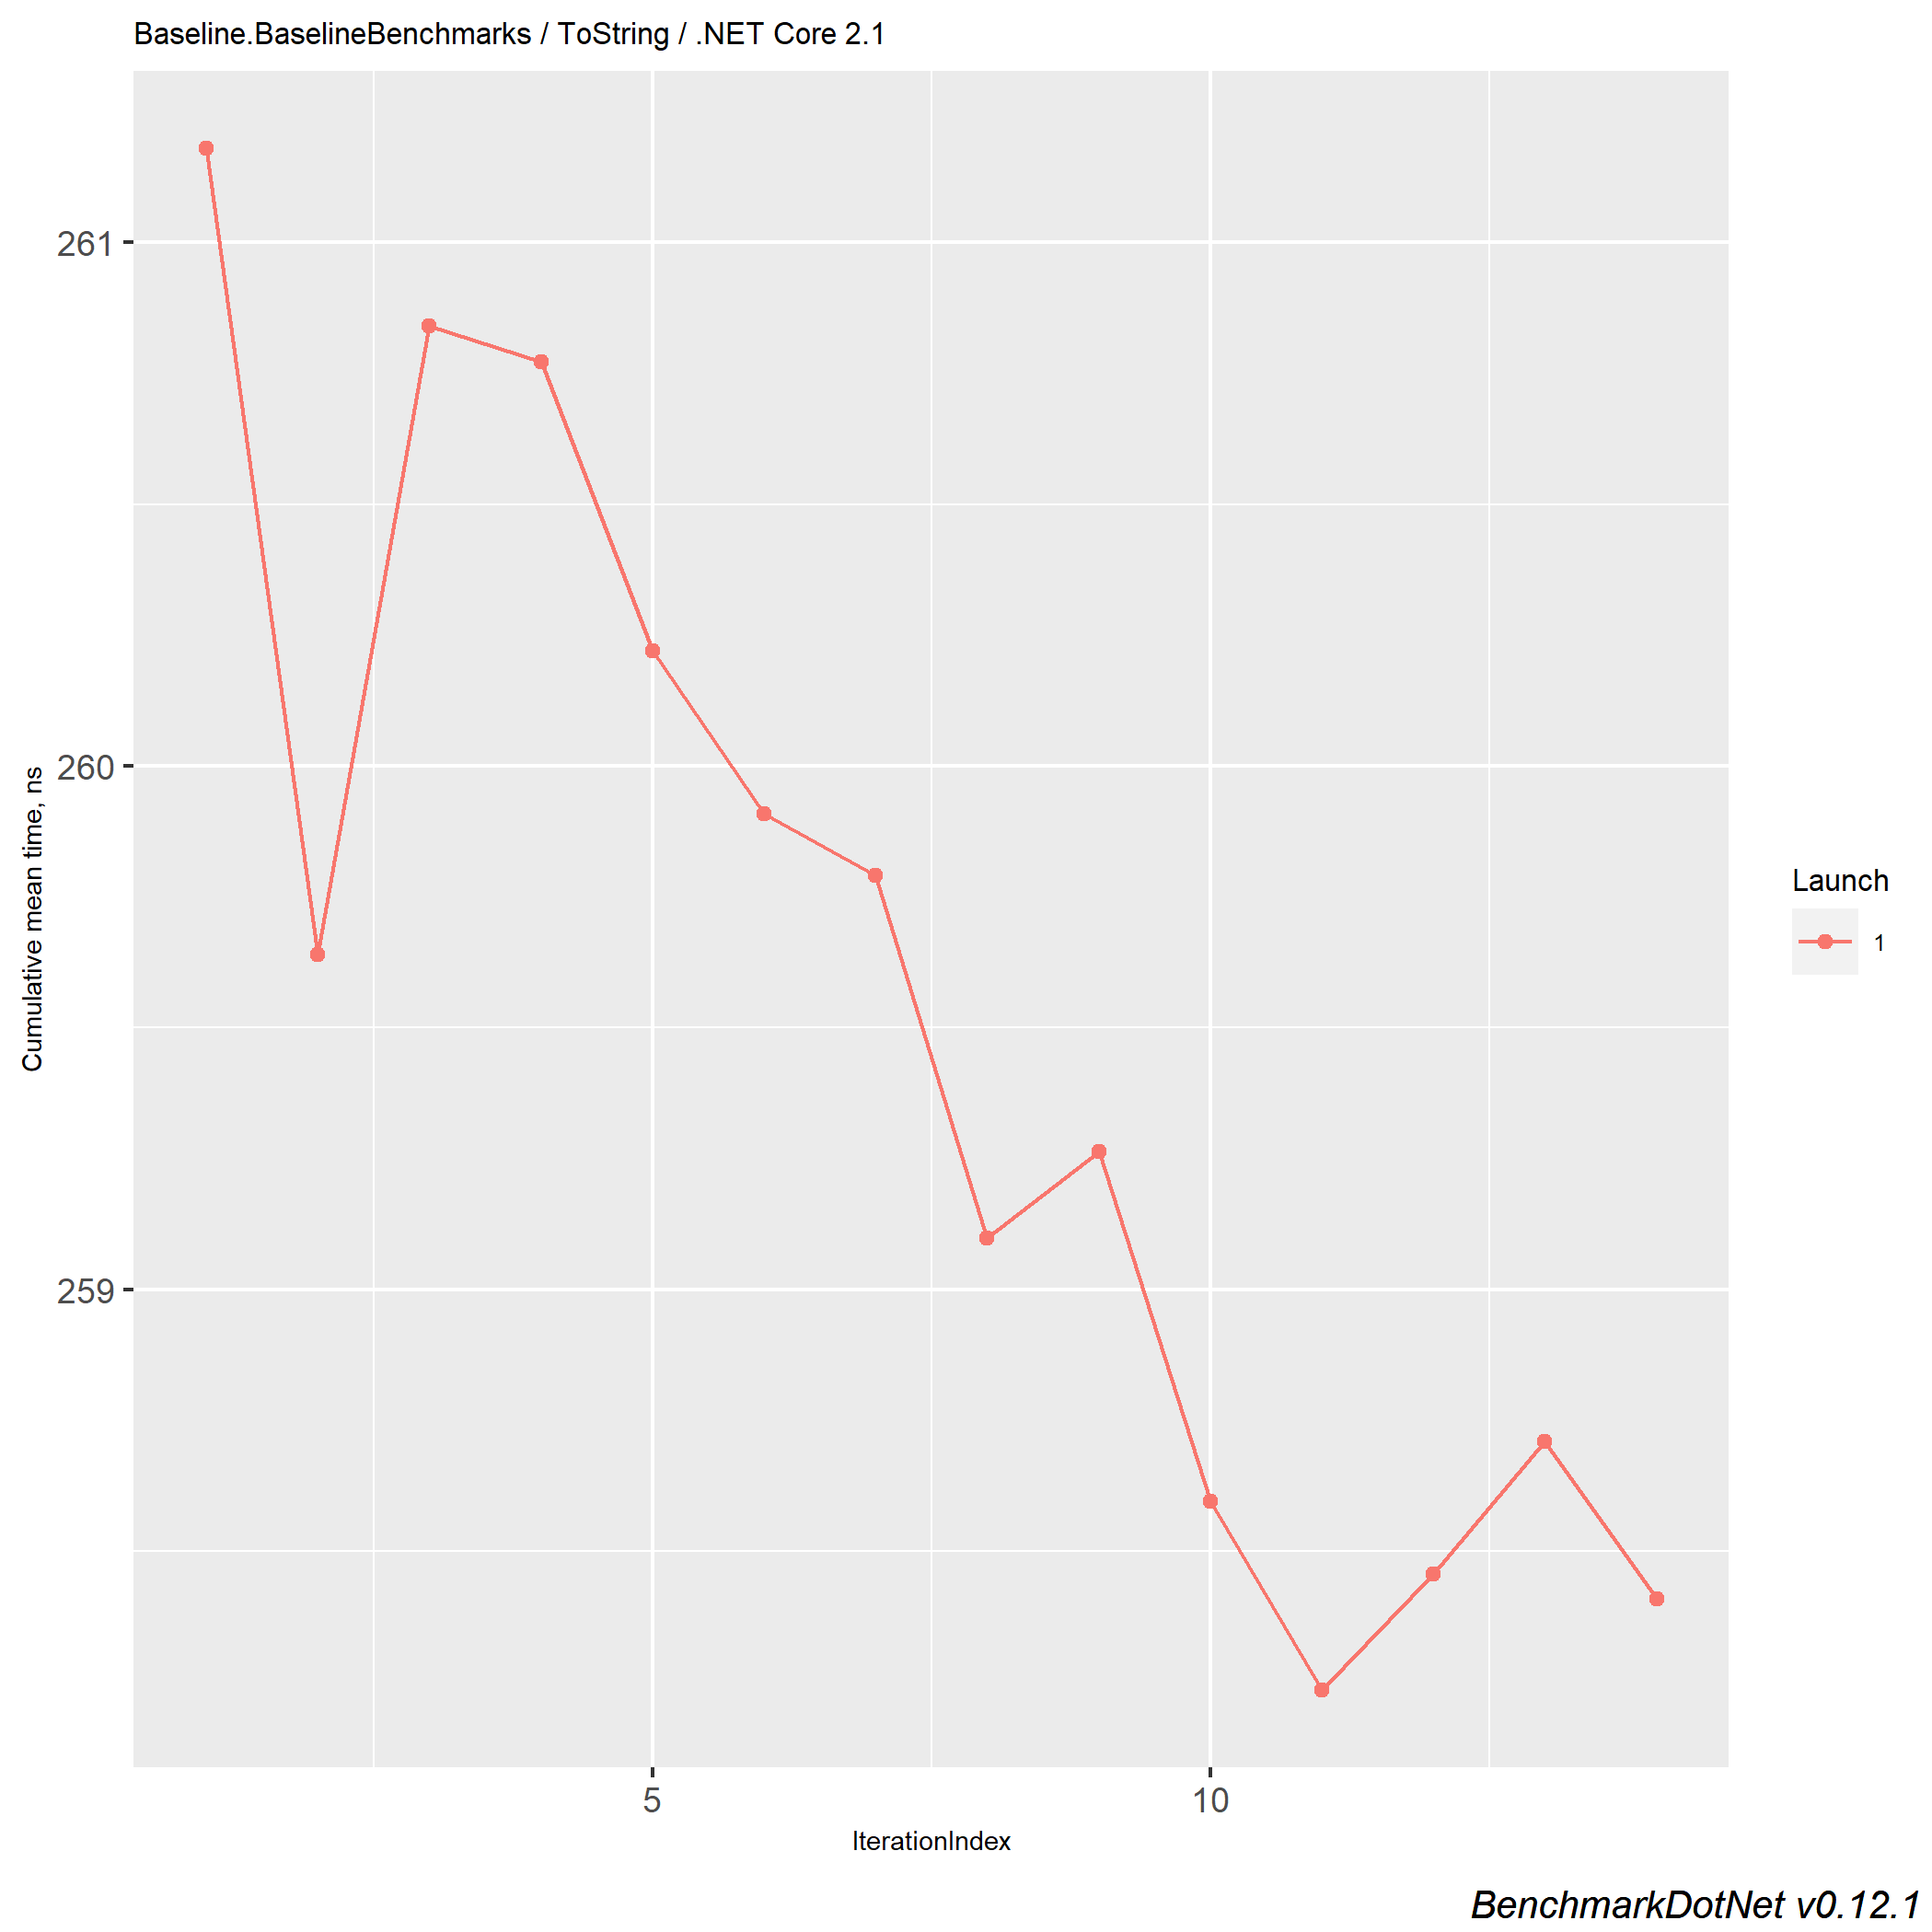 Baseline.BaselineBenchmarks / ToString / .NET Core 2.1
261
260
259
Cumulative mean time, ns
5
10
IterationIndex
Launch
1
BenchmarkDotNet v0.12.1